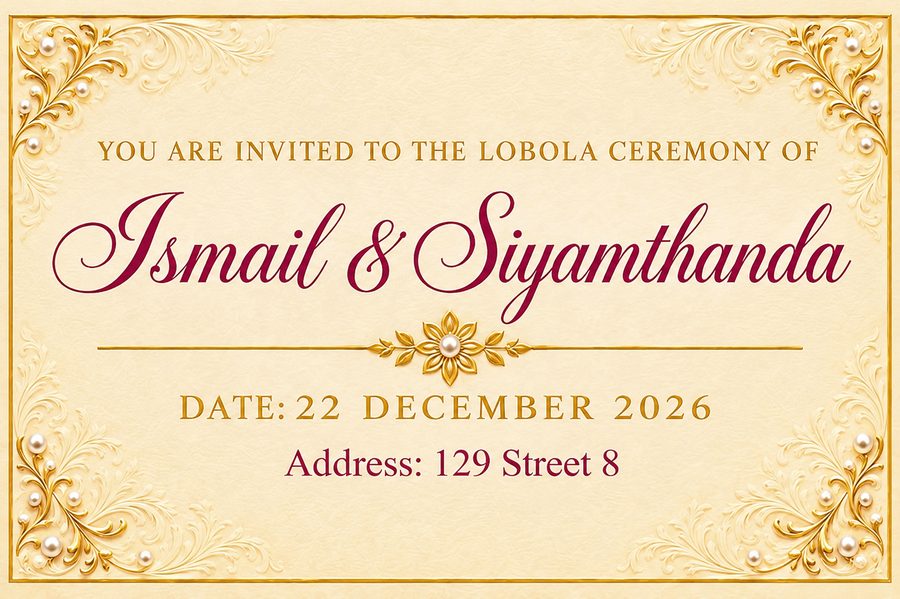 YOU ARE INVITED TO THE LOBOLA CEREMONY OF
Ismail & Siyamthanda
DATE: 22 DECEMBER 2026
Address: 129 Street 8